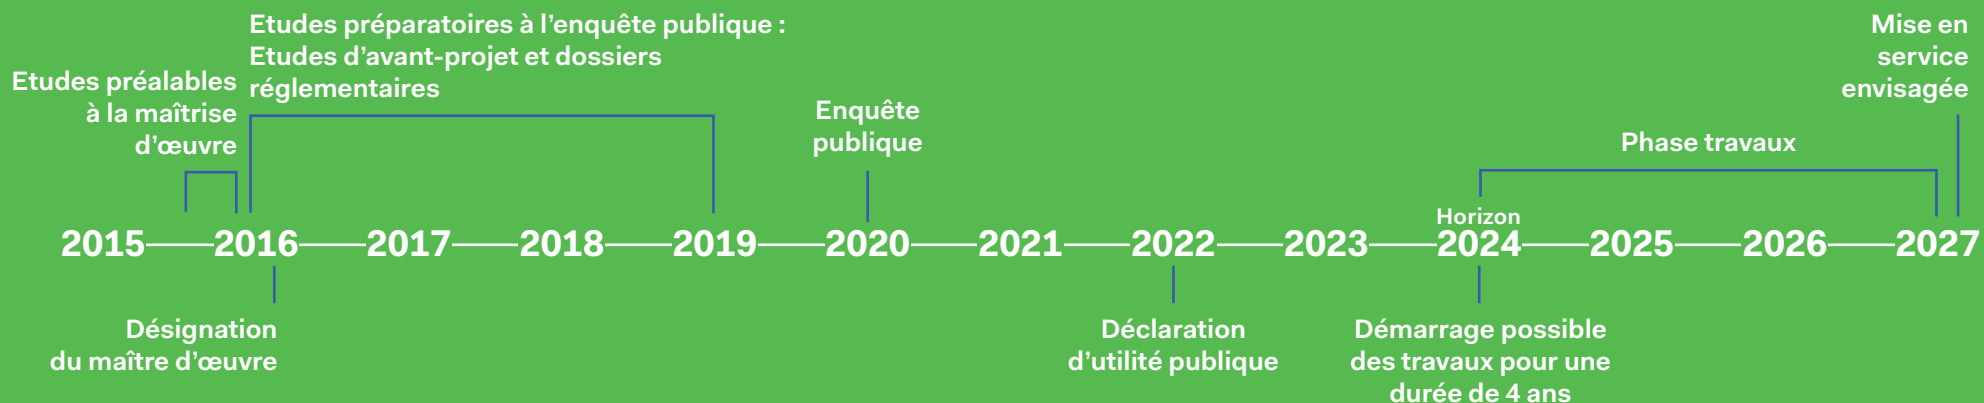 Etudes préalables
à la maîtrise
d’œuvre
Etudes préparatoires à l’enquête publique :
Etudes d’avant-projet et dossiers
réglementaires
Enquête
publique
Phase travaux
Mise en
service
envisagée
Horizon
2015 2016 2017 2018 2019 2020 2021 2022 2023 2024 2025 2026 2027
Désignation
du maître d’œuvre
Déclaration
d’utilité publique
Démarrage possible
des travaux pour une
durée de 4 ans